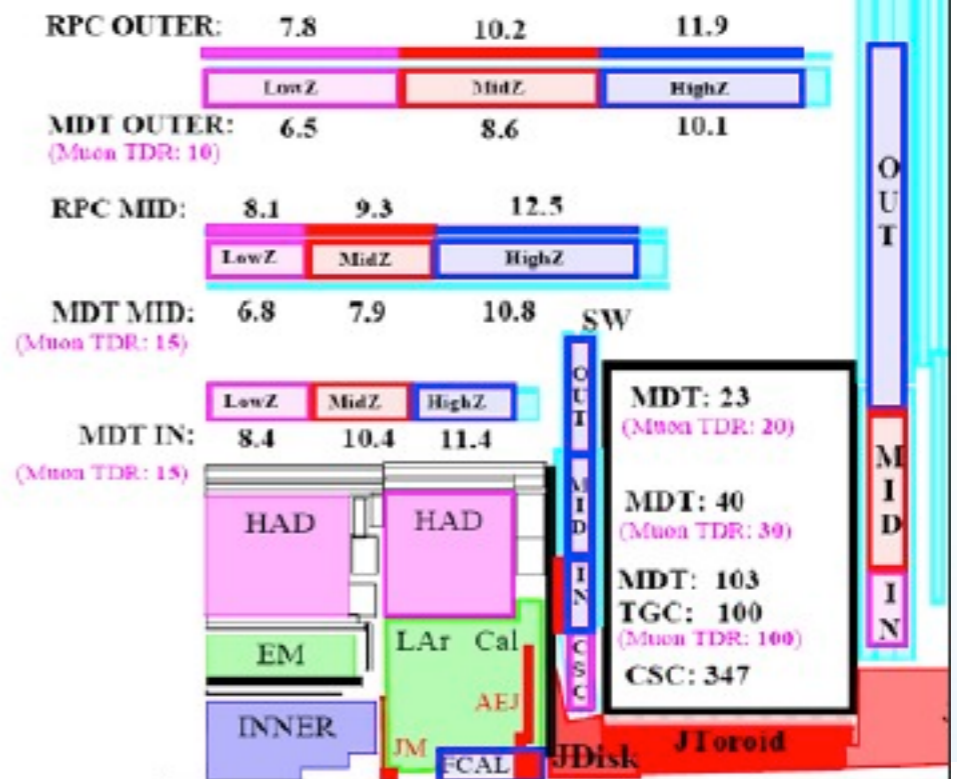 RPC OUTER: 7.8 10.2 11.9
LowZ MidZ HighZ
MDT OUTER: 6.5 8.6 10.1
(Muon TDR: 10)
RPC MID: 8.1 9.3 12.5
LowZ MidZ HighZ
MDT MID: 6.8 7.9 10.8
(Muon TDR: 15)
LowZ MidZ HighZ
MDT IN: 8.4 10.4 11.4
(Muon TDR: 15)
SW
OUT
MID
IN
CSC
MDT: 23
(Muon TDR: 20)
MDT: 40
(Muon TDR: 30)
MDT: 103
TGC: 100
(Muon TDR: 100)
CSC: 347
OUT
MID
IN
HAD HAD
EM
LAr Cal
AEJ
INNER
JM
FCAL
JDisk
JToroid